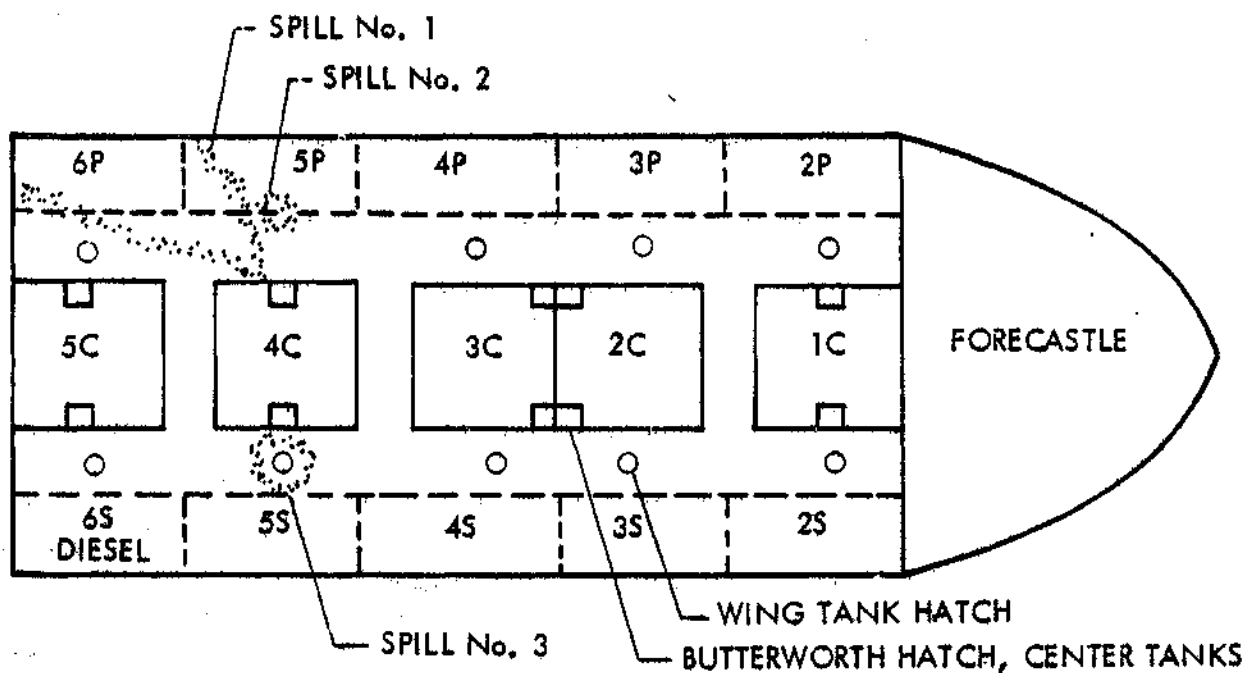 SPILL No. 1
SPILL No. 2
6P 5P 4P 3P 2P
5C 4C 3C 2C 1C FORECASTLE
6S 5S 4S 3S 2S
DIESEL
WING TANK HATCH
SPILL No. 3
BUTTERWORTH HATCH, CENTER TANKS